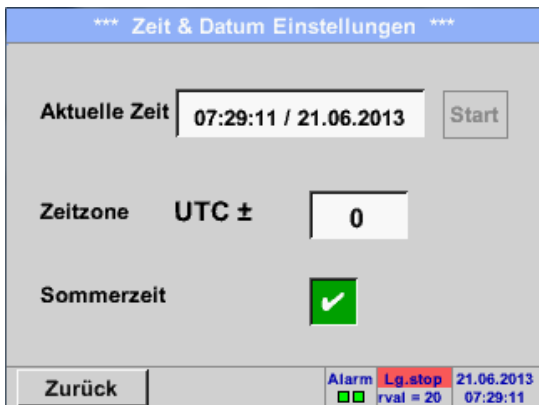 *** Zeit & Datum Einstellungen ***
Aktuelle Zeit 07:29:11 / 21.06.2013 Start
Zeitzone UTC ± 0
Sommerzeit
Zurück
Alarm Lg.stop 21.06.2013
rval = 20 07:29:11